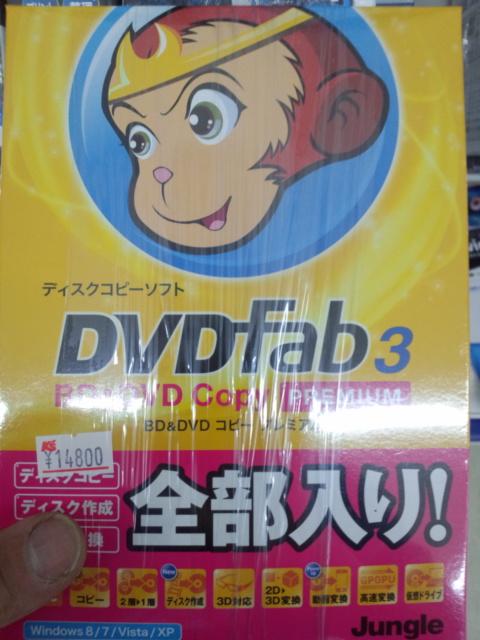 ディスクコピーソフト
DVDFab 3
BD&DVD Copy PREMIUM
BD&DVD コピー プレミアム
¥14800
ディスクコピー
ディスク作成
換
全部入り!
コピー
2層▶1層
ディスク作成
3D対応
2D▶3D変換
動画変換
GPGPU
高速変換
仮想ドライブ
Windows 8/7/Vista/XP
Jungle